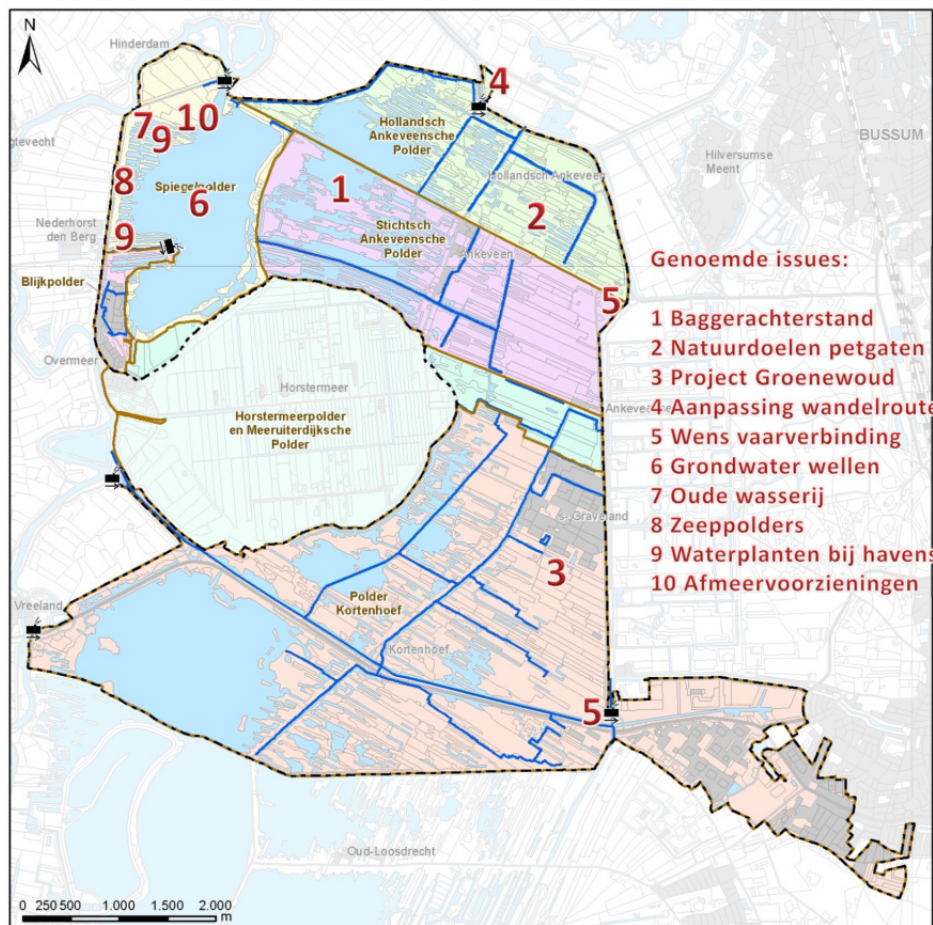 N
Hinderdam
4
10
7
9
Hollandsch
Ankeveensche
Polder
BUSSUM
Hilversumse
Meent
8
Spiegelpolder
6
1
Hollandsch Ankeveen
2
Nederhorst
den Berg
9
Stichtsch
Ankeveensche
Polder
Ankeveen
Blijkpolder
5
Genoemde issues:
1 Baggerachterstand
2 Natuurdoelen petgaten
3 Project Groenewoud
4 Aanpassing wandelroute
5 Wens vaarverbinding
6 Grondwater wellen
7 Oude wasserij
8 Zeeppolders
9 Waterplanten bij havens
10 Afmeervoorzieningen
Overmeer
Horstermeer
Horstermeerpolder
en Meeruiterdijksche
Polder
s-Graveland
3
Polder
Kortenhoef
Vreeland
Kortenhoef
5
Oud-Loosdrecht
0 250 500 1.000 1.500 2.000
m